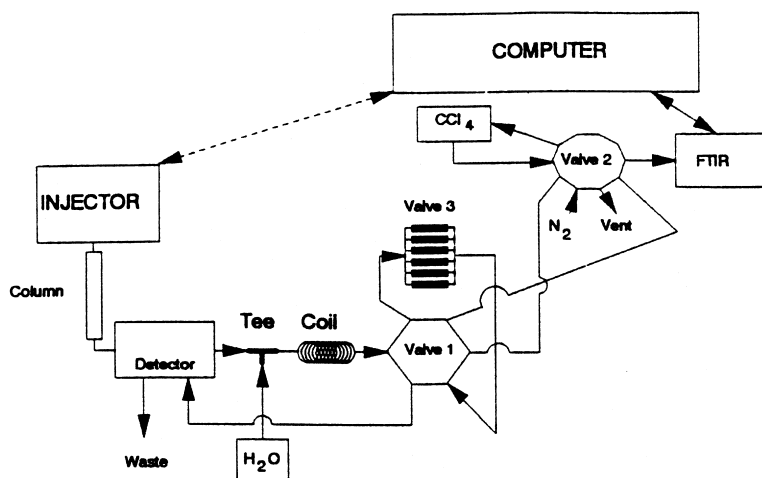 COMPUTER
CCl4
Valve 2
FTIR
INJECTOR
Valve 3
N2
Vent
Column
Tee
Coil
Detector
Valve 1
Waste
H2O